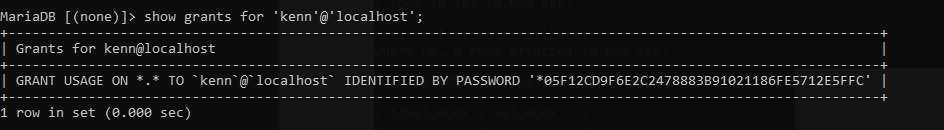 MariaDB [(none)]> show grants for 'kenn'@'localhost';
+-------------------------------------------------------------------------------------------------------------+
| Grants for kenn@localhost                                                                                   |
+-------------------------------------------------------------------------------------------------------------+
| GRANT USAGE ON *.* TO `kenn`@`localhost` IDENTIFIED BY PASSWORD '*05F12CD9F6E2C2478883B91021186FE5712E5FFC' |
+-------------------------------------------------------------------------------------------------------------+
1 row in set (0.000 sec)